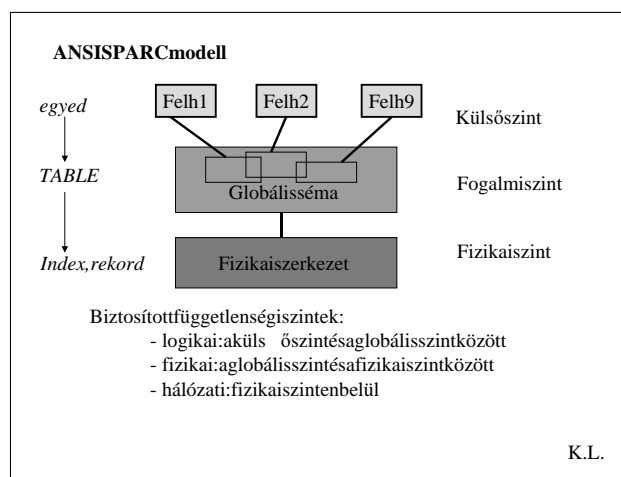 ANSISPARCmodell
egyed
Felh1
Felh2
Felh9
Külsőszint
TABLE
Globálisséma
Fogalmiszint
Index,rekord
Fizikaiszerkezet
Fizikaiszint
Biztosítottfüggetlenségiszintek:
- logikai:aküls őszintésaglobálisszintközött
- fizikai:aglobálisszintésafizikaiszintközött
- hálózati:fizikaiszintenbelül
K.L.